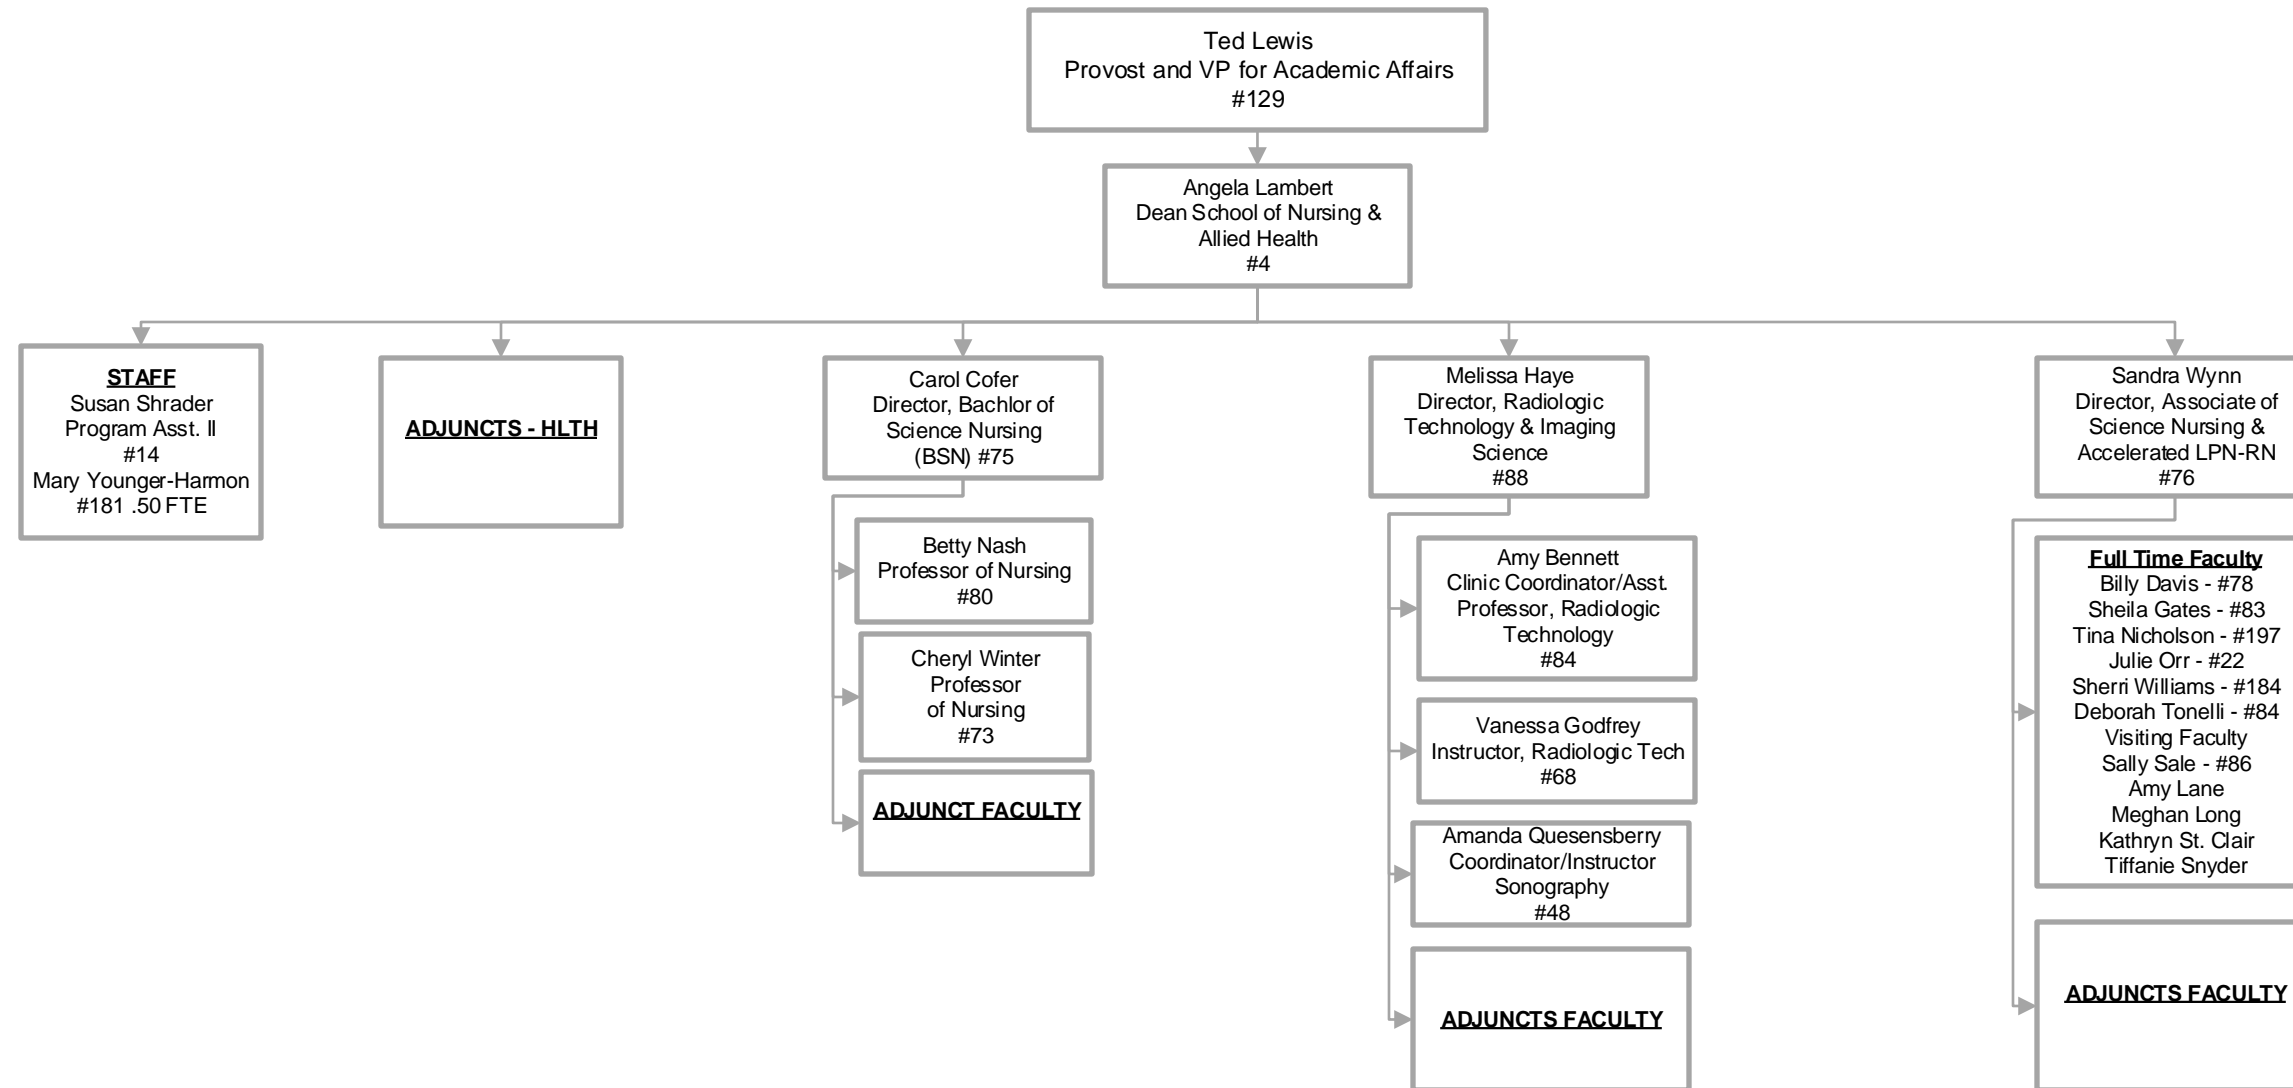 Ted Lewis
Provost and VP for Academic Affairs
#129
Angela Lambert
Dean School of Nursing &
Allied Health
#4
STAFF
Susan Shrader
Program Asst. II
#14
Mary Younger-Harmon
#181 .50 FTE
ADJUNCTS - HLTH
Carol Cofer
Director, Bachlor of
Science Nursing
(BSN) #75
Betty Nash
Professor of Nursing
#80
Cheryl Winter
Professor
of Nursing
#73
ADJUNCT FACULTY
Melissa Haye
Director, Radiologic
Technology & Imaging
Science
#88
Amy Bennett
Clinic Coordinator/Asst.
Professor, Radiologic
Technology
#84
Vanessa Godfrey
Instructor, Radiologic Tech
#68
Amanda Quesensberry
Coordinator/Instructor
Sonography
#48
ADJUNCTS FACULTY
Sandra Wynn
Director, Associate of
Science Nursing &
Accelerated LPN-RN
#76
Full Time Faculty
Billy Davis - #78
Sheila Gates - #83
Tina Nicholson - #197
Julie Orr - #22
Sherri Williams - #184
Deborah Tonelli - #84
Visiting Faculty
Sally Sale - #86
Amy Lane
Meghan Long
Kathryn St. Clair
Tiffanie Snyder
ADJUNCTS FACULTY